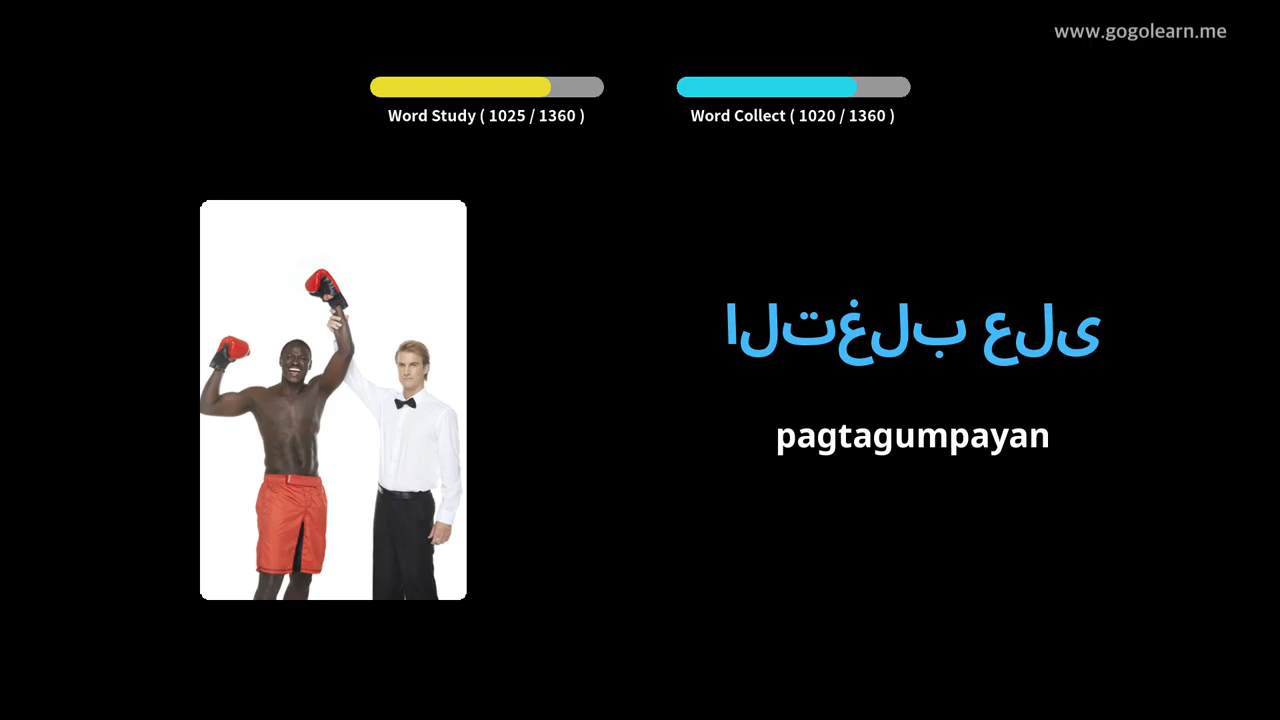 www.gogolearn.me
Word Study ( 1025 / 1360 )
Word Collect ( 1020 / 1360 )
التغلب على
pagtagumpayan